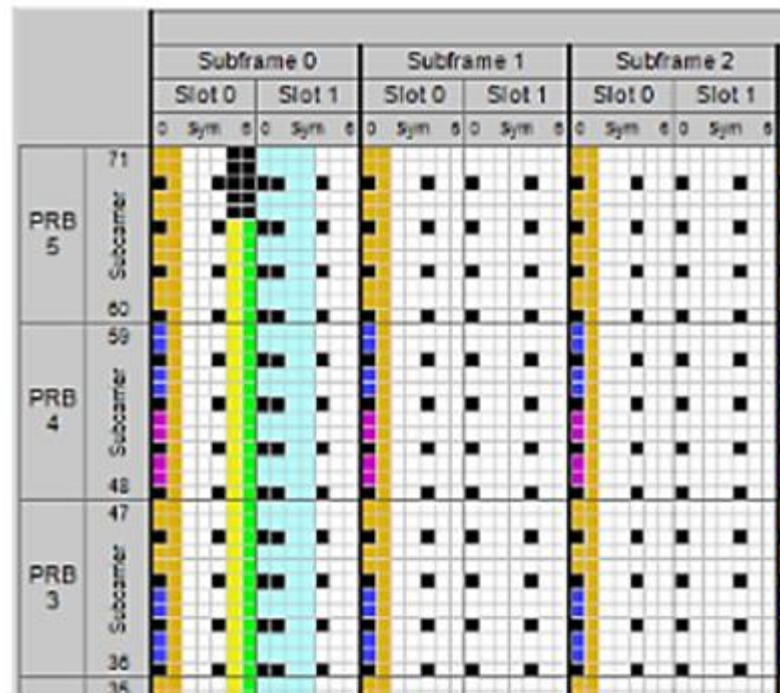 Subframe 0 Subframe 1 Subframe 2
Slot 0 Slot 1 Slot 0 Slot 1 Slot 0 Slot 1
0 Sym 6 0 Sym 6 0 Sym 6 0 Sym 6 0 Sym 6 0 Sym 6
PRB 5
Subcarrier
71
60
PRB 4
Subcarrier
59
48
PRB 3
Subcarrier
47
36
35